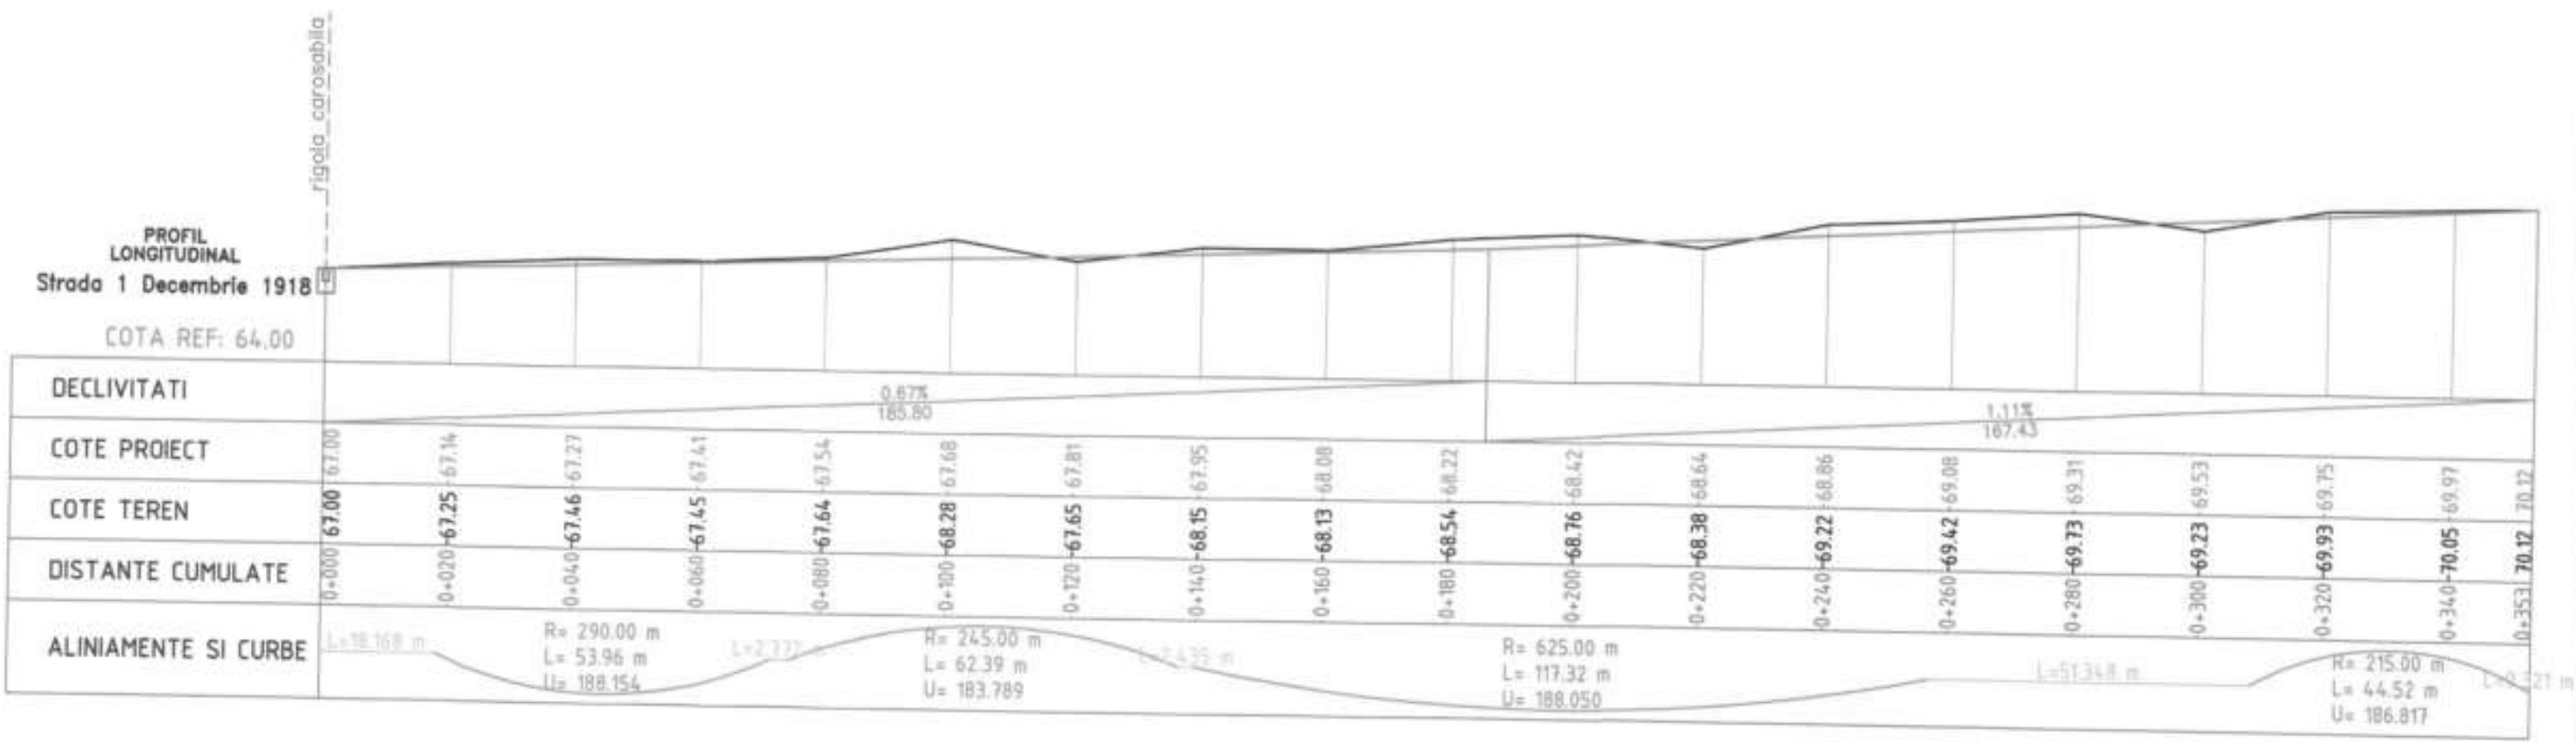 rigola carosabila
PROFIL
LONGITUDINAL
Strada 1 Decembrie 1918
COTA REF: 64.00
DECLIVITATI
0.67%
185.80
1.11%
167.43
COTE PROIECT
67.00 67.14 67.27 67.41 67.54 67.68 67.81 67.95 68.08 68.22 68.42 68.64 68.86 69.08 69.31 69.53 69.75 69.97 70.12
COTE TEREN
67.00 67.25 67.46 67.45 67.64 68.28 67.65 68.15 68.13 68.54 68.76 68.38 69.22 69.42 69.73 69.23 69.93 70.05 70.12
DISTANTE CUMULATE
0+000 0+020 0+040 0+060 0+080 0+100 0+120 0+140 0+160 0+180 0+200 0+220 0+240 0+260 0+280 0+300 0+320 0+340 0+353
ALINIAMENTE SI CURBE
L=18.168 m
R= 290.00 m
L= 53.96 m
U= 188.154
R= 245.00 m
L= 62.39 m
U= 183.789
R= 625.00 m
L= 117.32 m
U= 188.050
L=51.348 m
R= 215.00 m
L= 44.52 m
U= 186.817